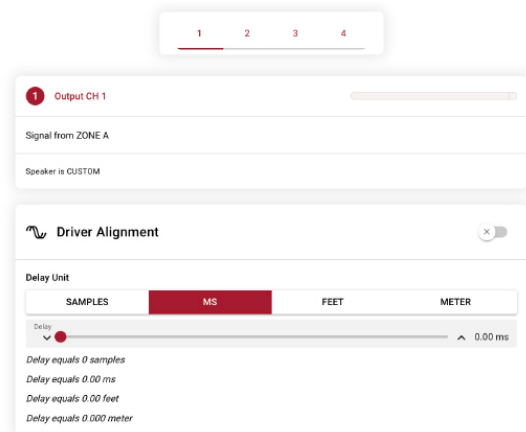 1 2 3 4
1 Output CH 1
Signal from ZONE A
Speaker is CUSTOM
Driver Alignment
Delay Unit
SAMPLES MS FEET METER
Delay
0.00 ms
Delay equals 0 samples
Delay equals 0.00 ms
Delay equals 0.00 feet
Delay equals 0.000 meter